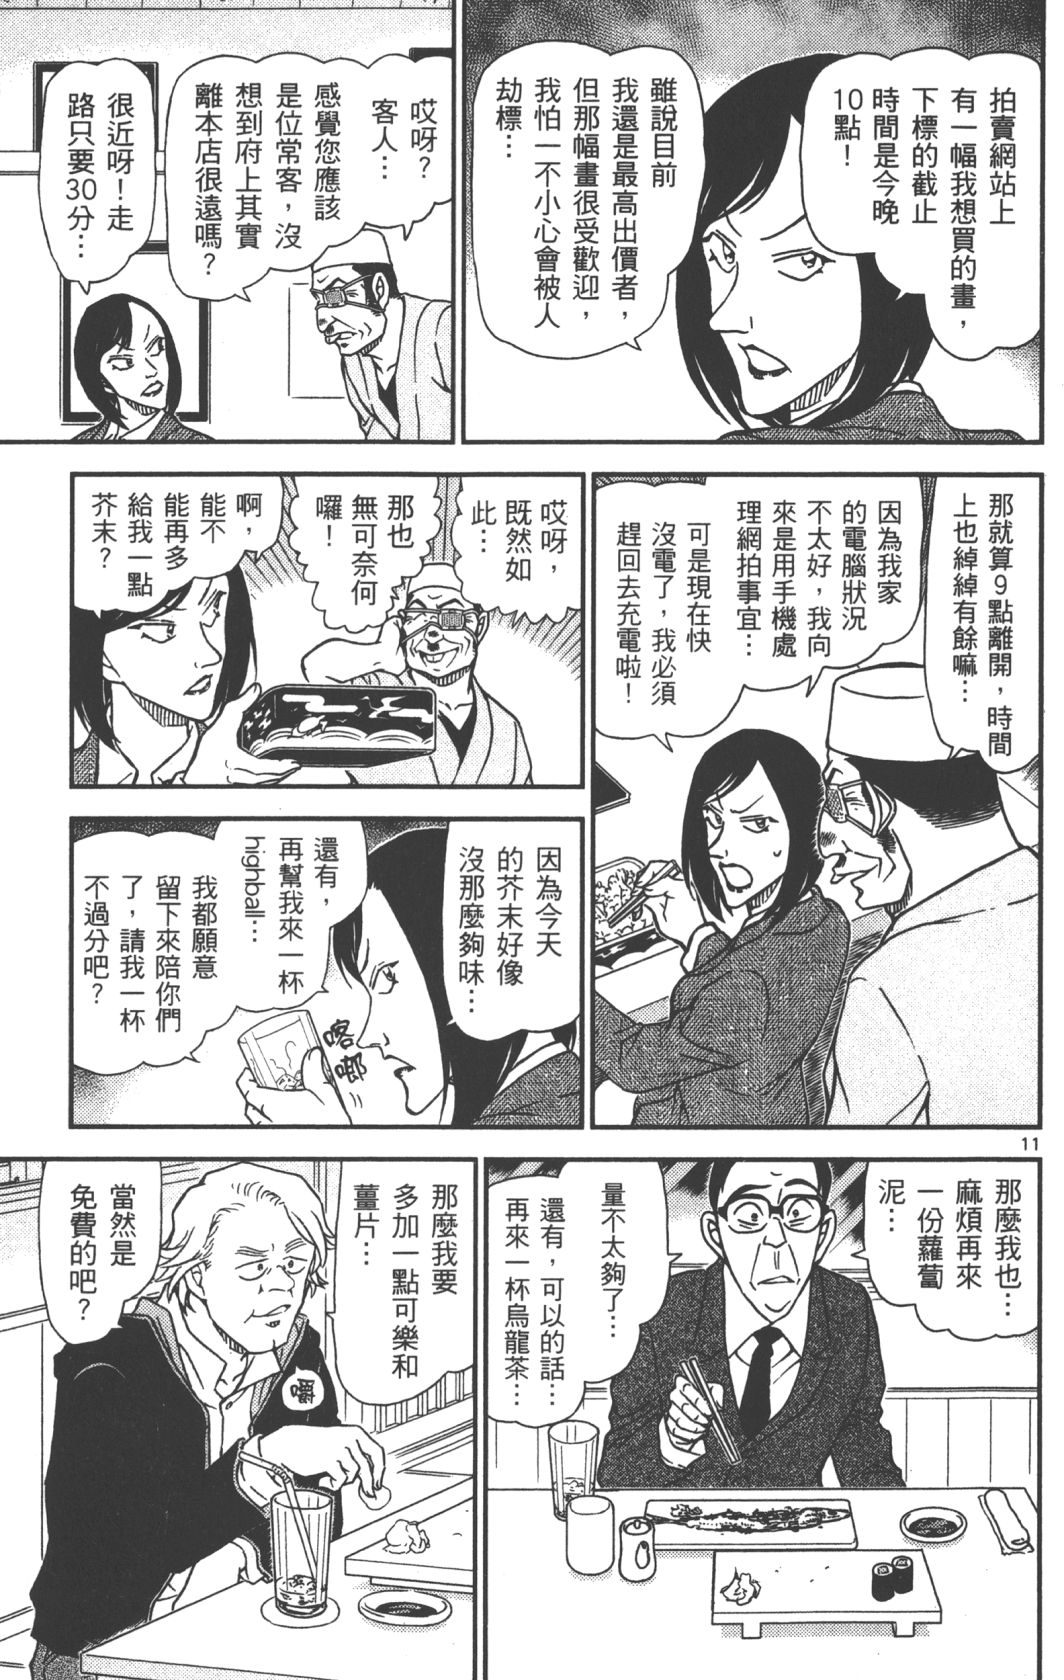 拍賣網站上
有一幅我想買的畫，
下標的截止
時間是今晚
10點！
雖說目前
我還是最高出價者，
但那幅畫很受歡迎，
我怕一不小心會被人
劫標…
哎呀？
客人…
感覺您應該
是位常客，沒
想到府上其實
離本店很遠嗎？
很近呀！走
路只要30分…
那就算9點離開，時間
上也綽綽有餘嘛…
因為我家
的電腦狀況
不太好，我向
來是用手機處
理網拍事宜…
可是現在快
沒電了，我必須
趕回去充電啦！
哎呀，
既然如
此…
那也
無可奈何
囉！
啊，
能不
能再多
給我一點
芥末？
因為今天
的芥末好像
沒那麼夠味…
還有，
再幫我來一杯
highball…
我都願意
留下來陪你們
了，請我一杯
不過分吧？
喀啷
11
那麼我也…
麻煩再來
一份蘿蔔
泥…
量不太夠了…
還有，可以的話…
再來一杯烏龍茶…
那麼我要
多加一點可樂和
薑片…
當然是
免費的吧？
嚼